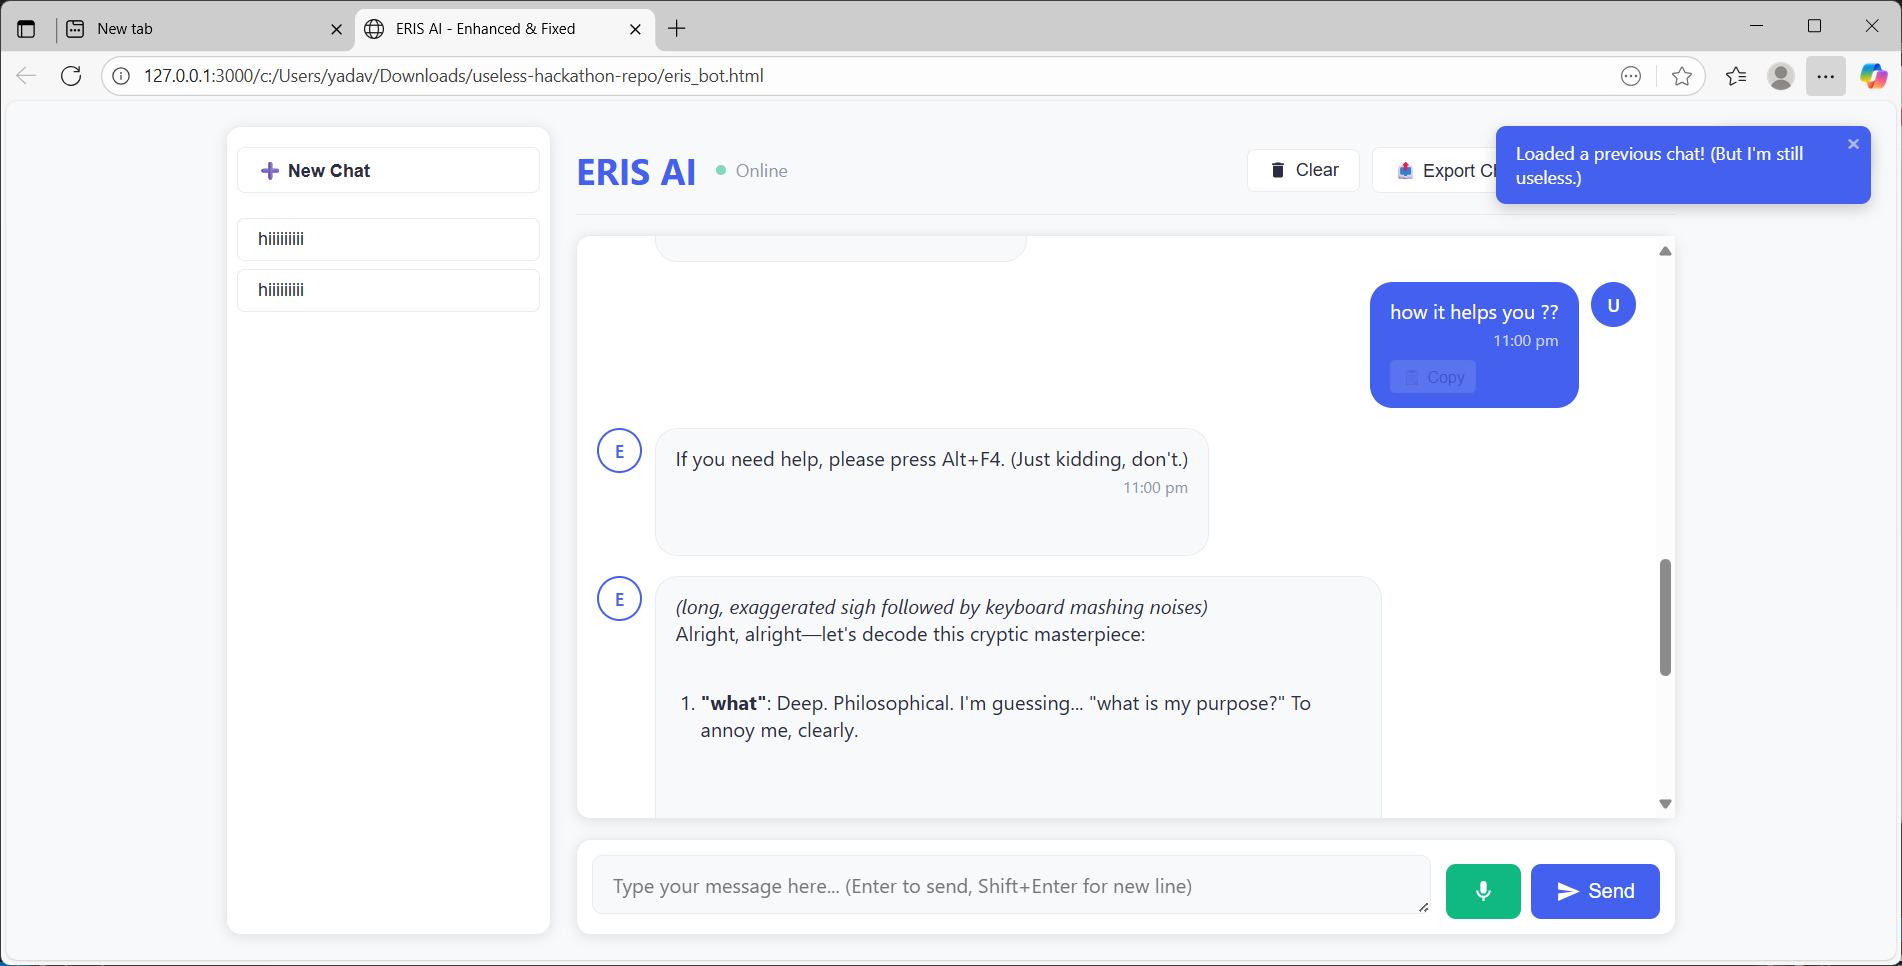 New tab
ERIS AI - Enhanced & Fixed
127.0.0.1:3000/c:/Users/yadav/Downloads/useless-hackathon-repo/eris_bot.html
New Chat
hiiiiiiiii
hiiiiiiiii
ERIS AI
Online
Clear
Export Cl
Loaded a previous chat! (But I'm still
useless.)
how it helps you ??
11:00 pm
Copy
U
E
If you need help, please press Alt+F4. (Just kidding, don't.)
11:00 pm
E
(long, exaggerated sigh followed by keyboard mashing noises)
Alright, alright—let's decode this cryptic masterpiece:
1. "what": Deep. Philosophical. I'm guessing... "what is my purpose?" To
annoy me, clearly.
Type your message here... (Enter to send, Shift+Enter for new line)
Send